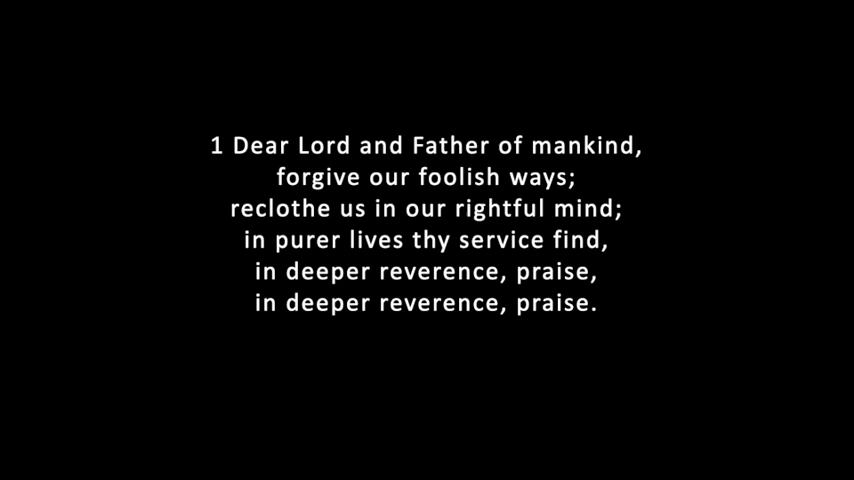 1 Dear Lord and Father of mankind,
forgive our foolish ways;
reclothe us in our rightful mind;
in purer lives thy service find,
in deeper reverence, praise,
in deeper reverence, praise.